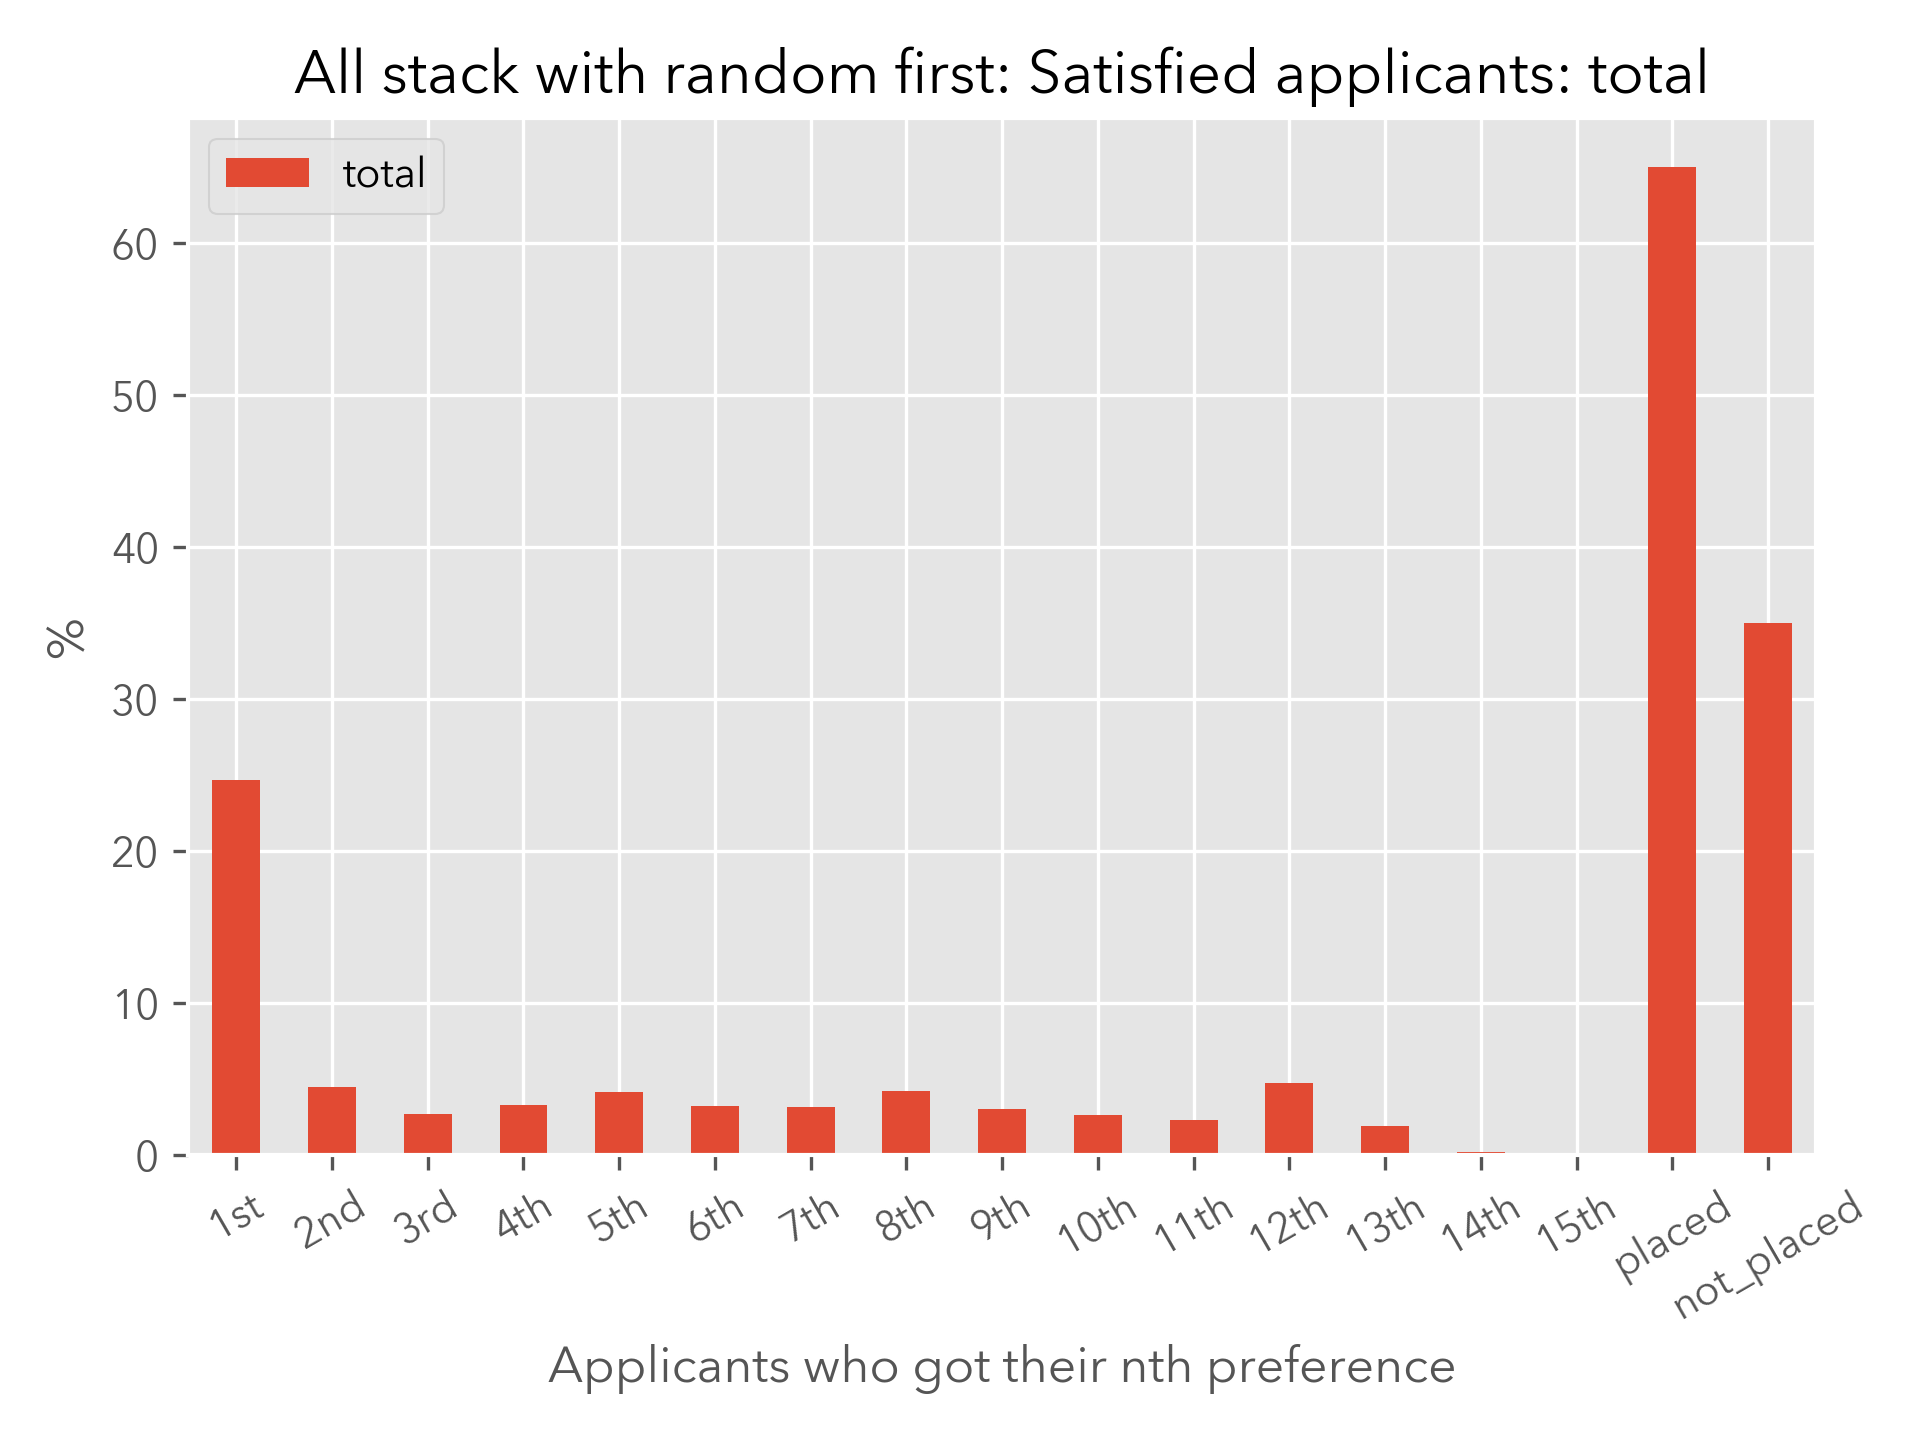 All stack with random first: Satisfied applicants: total
total
60
50
40
30
20
10
0
%
1st
2nd
3rd
4th
5th
6th
7th
8th
9th
10th
11th
12th
13th
14th
15th
placed
not_placed
Applicants who got their nth preference